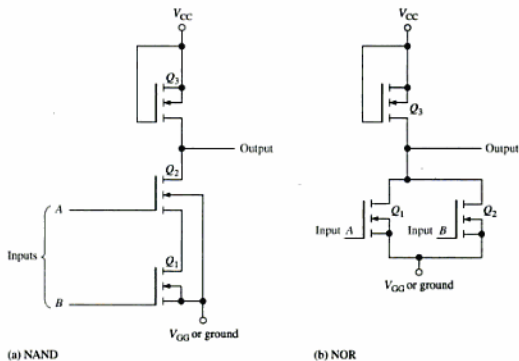 V_CC
Q_3
Output
Q_2
A
Inputs
Q_1
B
V_GG or ground
(a) NAND
V_CC
Q_3
Output
Q_1
Q_2
Input A
Input B
V_GG or ground
(b) NOR